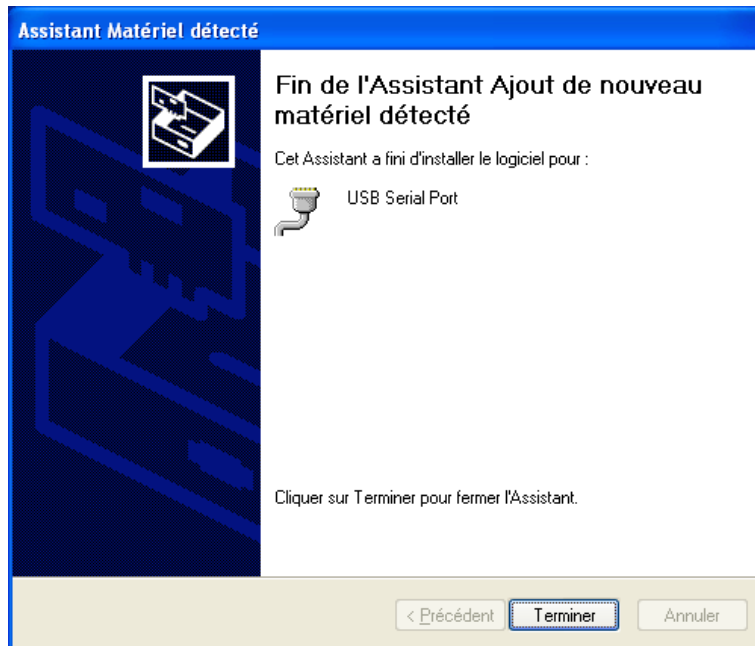 Assistant Matériel détecté
Fin de l'Assistant Ajout de nouveau
matériel détecté
Cet Assistant a fini d'installer le logiciel pour :
USB Serial Port
Cliquer sur Terminer pour fermer l'Assistant.
< Précédent Terminer Annuler